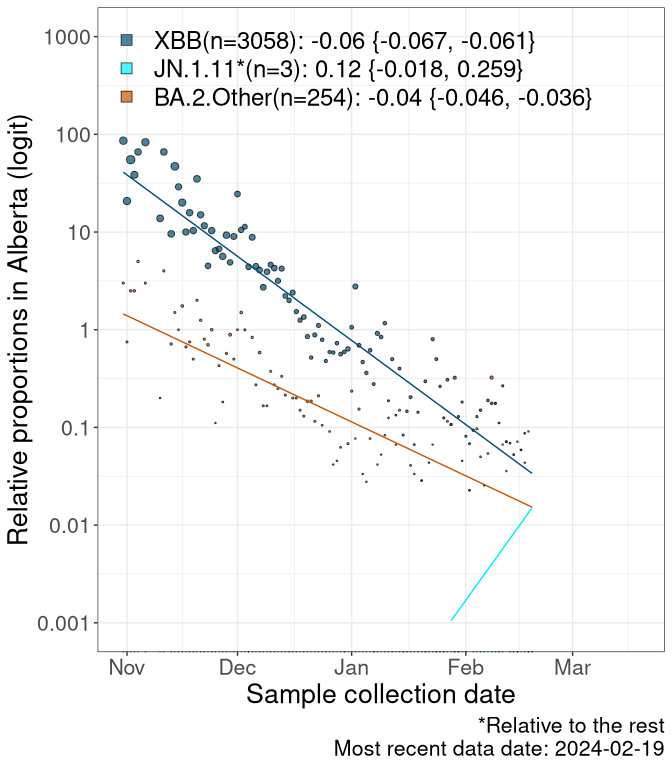 XBB(n=3058): -0.06 {-0.067, -0.061}
JN.1.11*(n=3): 0.12 {-0.018, 0.259}
BA.2.Other(n=254): -0.04 {-0.046, -0.036}
Relative proportions in Alberta (logit)
1000
100
10
1
0.1
0.01
0.001
Nov Dec Jan Feb Mar
Sample collection date
*Relative to the rest
Most recent data date: 2024-02-19